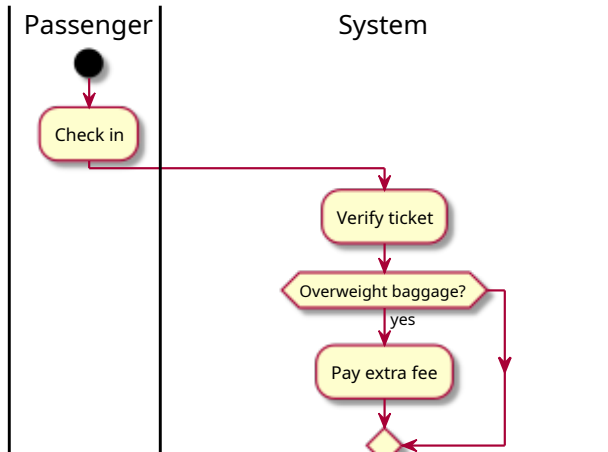 Passenger
System
Check in
Verify ticket
Overweight baggage?
yes
Pay extra fee